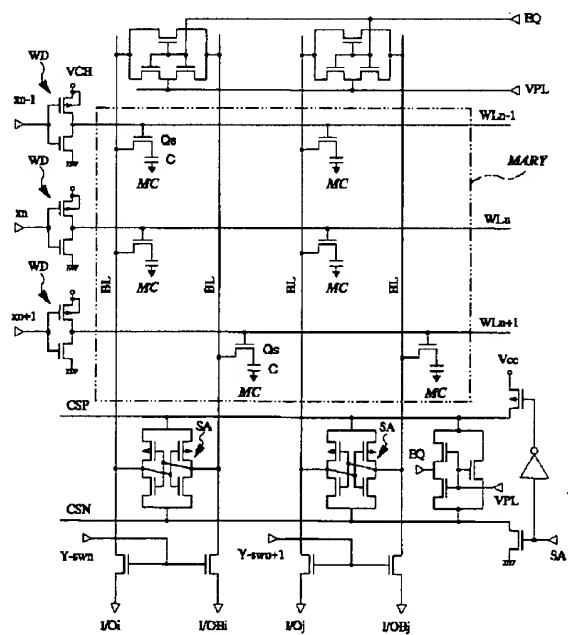 EQ
WD
VCH
VPL
xn-1
WLn-1
Qs
C
MC
MC
MARY
WD
xn
WLn
MC
MC
WD
BL
BL
BL
BL
xn+1
WLn+1
Qs
C
MC
MC
Vcc
CSP
SA
SA
EQ
VPL
CSN
Y-swn
Y-swn+1
SA
I/Oi
I/OBi
I/Oj
I/OBj